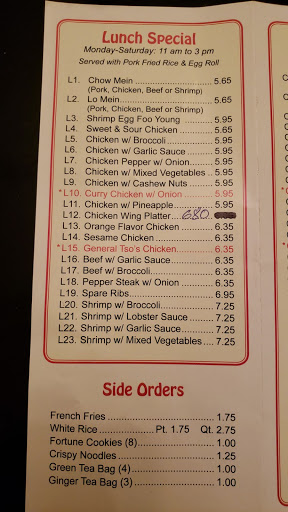 Lunch Special
Monday-Saturday: 11 am to 3 pm
Served with Pork Fried Rice & Egg Roll
L1. Chow Mein ........................... 5.65
(Pork, Chicken, Beef or Shrimp)
L2. Lo Mein ............................... 5.65
(Pork, Chicken, Beef or Shrimp)
L3. Shrimp Egg Foo Young ........... 5.95
L4. Sweet & Sour Chicken ........... 5.65
L5. Chicken w/ Broccoli ............... 5.95
L6. Chicken w/ Garlic Sauce ........ 5.95
L7. Chicken Pepper w/ Onion ....... 5.95
L8. Chicken w/ Mixed Vegetables .. 5.95
L9. Chicken w/ Cashew Nuts ........ 5.95
*L10. Curry Chicken w/ Onion ........ 5.95
L11. Chicken w/ Pineapple ........... 5.95
L12. Chicken Wing Platter .... 6.80
L13. Orange Flavor Chicken .......... 6.35
L14. Sesame Chicken .................. 6.35
*L15. General Tso's Chicken .......... 6.35
L16. Beef w/ Garlic Sauce ............ 6.35
L17. Beef w/ Broccoli ................... 6.35
L18. Pepper Steak w/ Onion ......... 6.35
L19. Spare Ribs .......................... 6.95
L20. Shrimp w/ Broccoli ............... 7.25
L21. Shrimp w/ Lobster Sauce ...... 7.25
L22. Shrimp w/ Garlic Sauce ........ 7.25
L23. Shrimp w/ Mixed Vegetables .... 7.25
Side Orders
French Fries ................................ 1.75
White Rice .................. Pt. 1.75 Qt. 2.75
Fortune Cookies (8) ...................... 1.00
Crispy Noodles ............................. 1.25
Green Tea Bag (4) ........................ 1.00
Ginger Tea Bag (3) ....................... 1.00